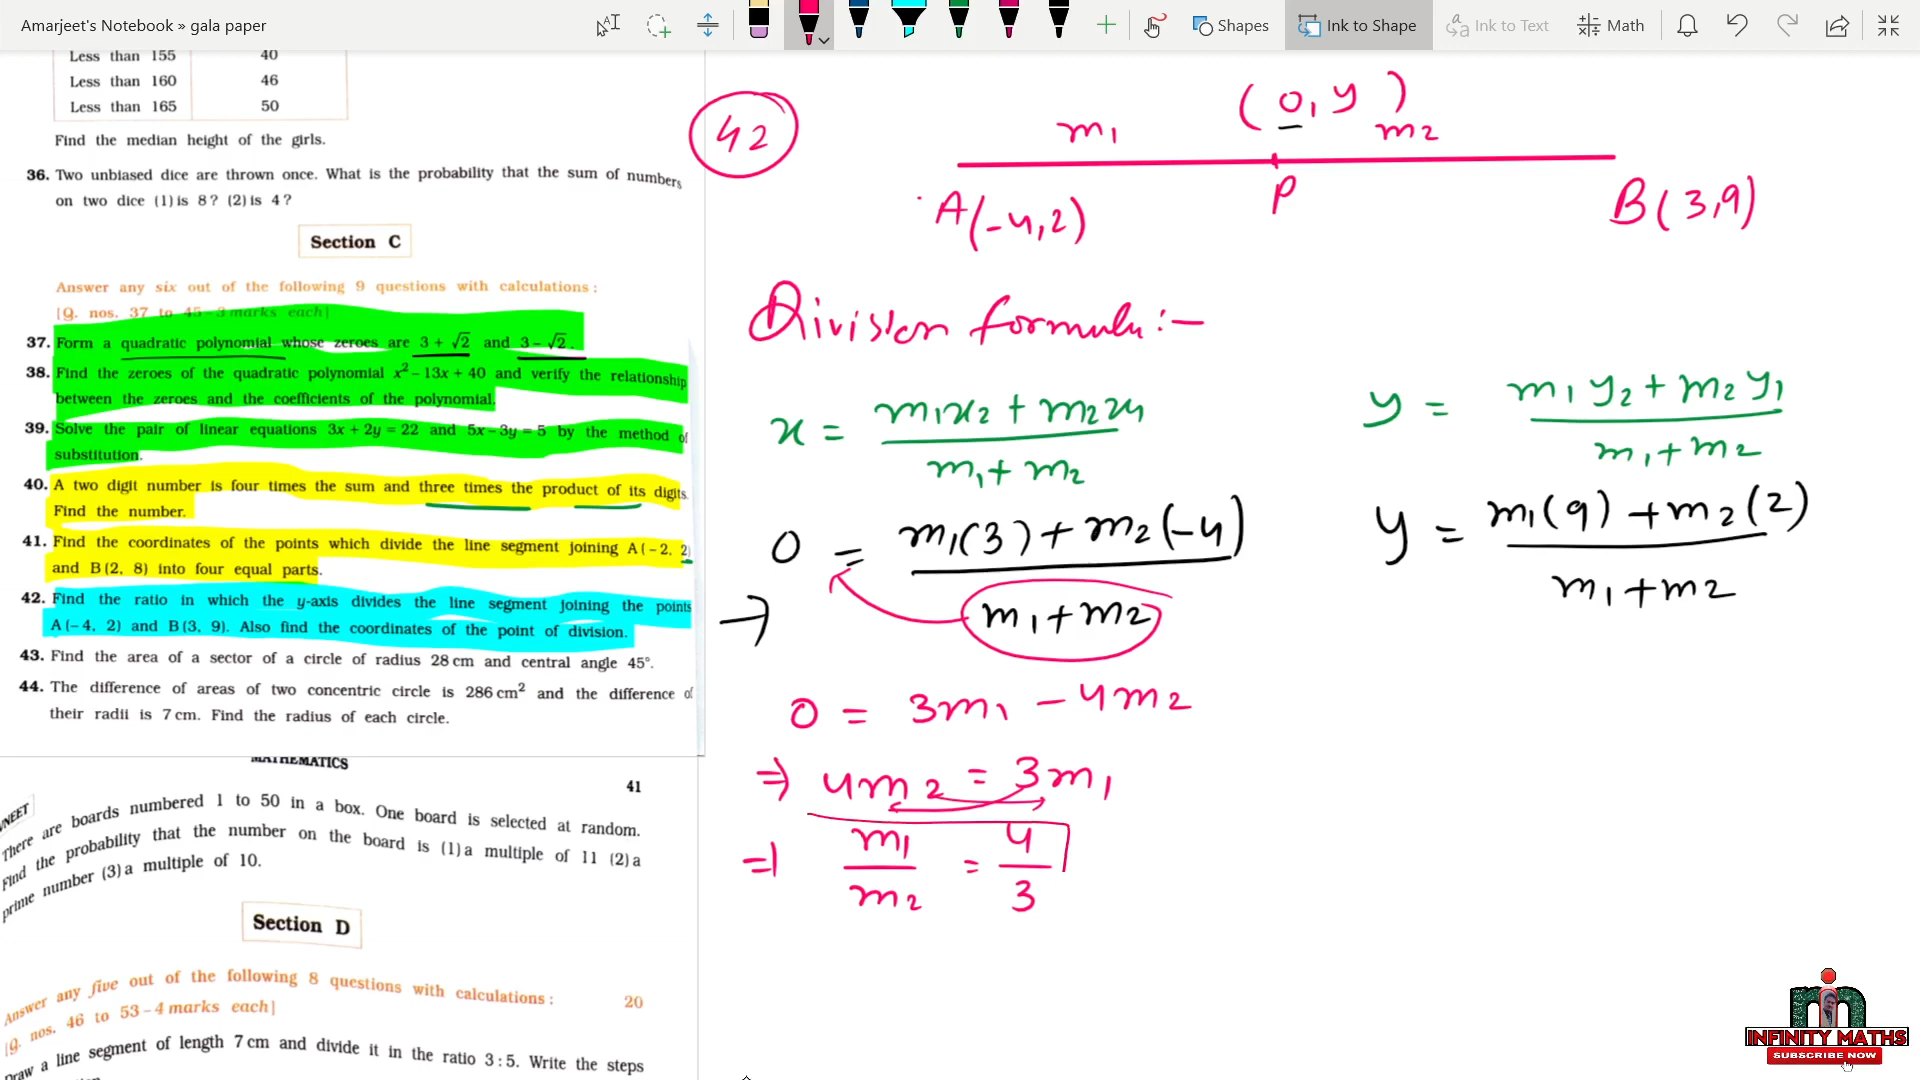 Amarjeet's Notebook » gala paper
Shapes
Ink to Shape
Ink to Text
Math
Less than 155 40
Less than 160 46
Less than 165 50
Find the median height of the girls.
36. Two unbiased dice are thrown once. What is the probability that the sum of numbers
on two dice (1) is 8? (2) is 4?
Section C
Answer any six out of the following 9 questions with calculations:
[Q. nos. 37 to 45 – 3 marks each]
37. Form a quadratic polynomial whose zeroes are 3 + √2 and 3 – √2.
38. Find the zeroes of the quadratic polynomial x² – 13x + 40 and verify the relationship
between the zeroes and the coefficients of the polynomial.
39. Solve the pair of linear equations 3x + 2y = 22 and 5x – 3y = 5 by the method of
substitution.
40. A two digit number is four times the sum and three times the product of its digits.
Find the number.
41. Find the coordinates of the points which divide the line segment joining A(–2, 2)
and B(2, 8) into four equal parts.
42. Find the ratio in which the y-axis divides the line segment joining the points
A(–4, 2) and B(3, 9). Also find the coordinates of the point of division.
43. Find the area of a sector of a circle of radius 28 cm and central angle 45°.
44. The difference of areas of two concentric circle is 286 cm² and the difference of
their radii is 7 cm. Find the radius of each circle.
MATHEMATICS
41
There are boards numbered 1 to 50 in a box. One board is selected at random.
Find the probability that the number on the board is (1) a multiple of 11 (2) a
prime number (3) a multiple of 10.
Section D
Answer any five out of the following 8 questions with calculations: 20
[Q. nos. 46 to 53 – 4 marks each]
Draw a line segment of length 7 cm and divide it in the ratio 3:5. Write the steps
42
(0, y)
m1 m2
P
A(-4,2) B(3,9)
Division formula:-
x = m1x2 + m2x1 / m1 + m2
y = m1y2 + m2y1 / m1 + m2
0 = m1(3) + m2(-4) / m1 + m2
y = m1(9) + m2(2) / m1 + m2
→
0 = 3m1 - 4m2
⇒ 4m2 = 3m1
⇒ m1/m2 = 4/3
INFINITY MATHS
SUBSCRIBE NOW